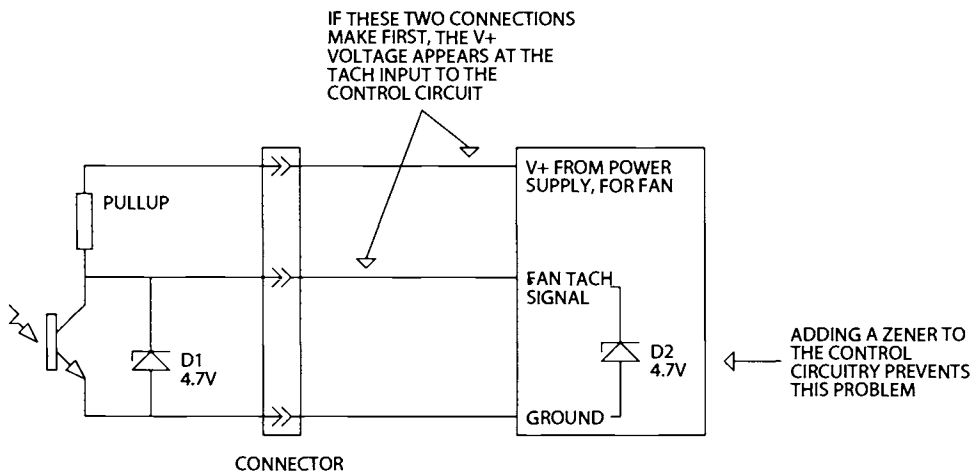 IF THESE TWO CONNECTIONS
MAKE FIRST, THE V+
VOLTAGE APPEARS AT THE
TACH INPUT TO THE
CONTROL CIRCUIT
V+ FROM POWER
SUPPLY, FOR FAN
PULLUP
FAN TACH
SIGNAL
D1
4.7V
D2
4.7V
ADDING A ZENER TO
THE CONTROL
CIRCUITRY PREVENTS
THIS PROBLEM
GROUND
CONNECTOR